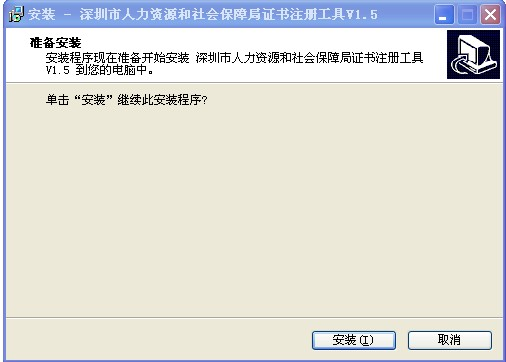 安装 - 深圳市人力资源和社会保障局证书注册工具V1.5
准备安装
安装程序现在准备开始安装 深圳市人力资源和社会保障局证书注册工具
V1.5 到您的电脑中。
单击“安装”继续此安装程序?
安装(I)
取消